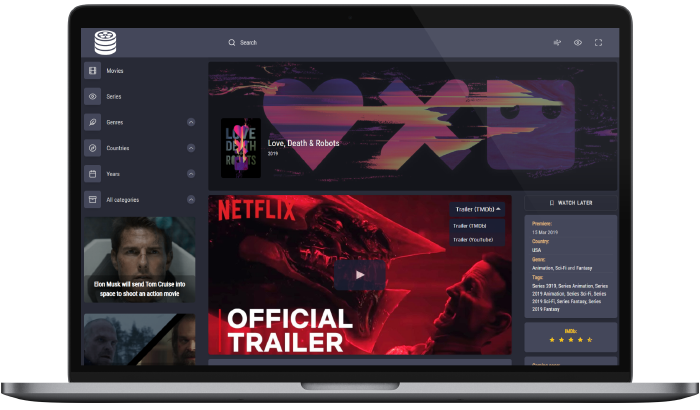 Search
Movies
Series
Genres
Countries
Years
All categories
Elon Musk will send Tom Cruise into
space to shoot an action movie
LOVE
DEATH
ROBOTS
Love, Death & Robots
2019
NETFLIX
Trailer (TMDb)
Trailer (TMDb)
Trailer (YouTube)
OFFICIAL
TRAILER
WATCH LATER
Premiere:
15 Mar 2019
Country:
USA
Genre:
Animation, Sci-Fi and Fantasy
Tags:
Series 2019, Series Animation, Series
2019 Animation, Series Sci-Fi, Series
2019 Sci-Fi, Series Fantasy, Series
2019 Fantasy
IMDb: